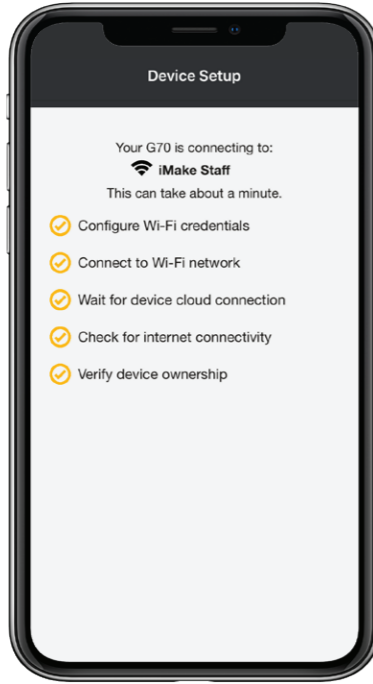 Device Setup
Your G70 is connecting to:
iMake Staff
This can take about a minute.
Configure Wi-Fi credentials
Connect to Wi-Fi network
Wait for device cloud connection
Check for internet connectivity
Verify device ownership